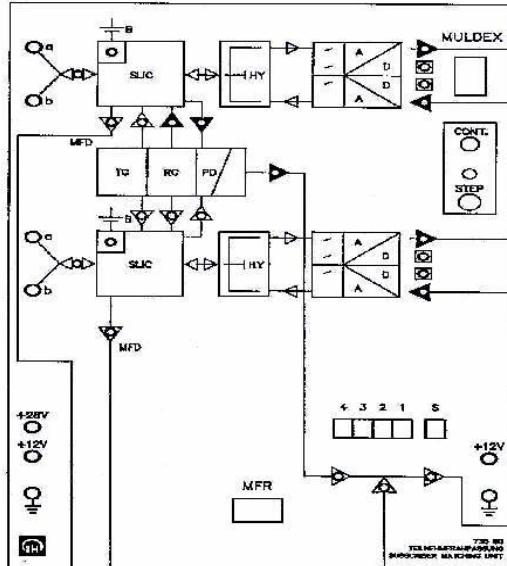 B
a
SLIC
HY
A
D
D
A
MULDEX
b
CONT.
MFD
TG
RG
PD
STEP
B
a
SLIC
HY
A
D
D
A
b
MFD
4 3 2 1 S
+12V
+12V
MFR
TEILNEHMERANPASSUNG
SUBSCRIBER MATCHING UNIT